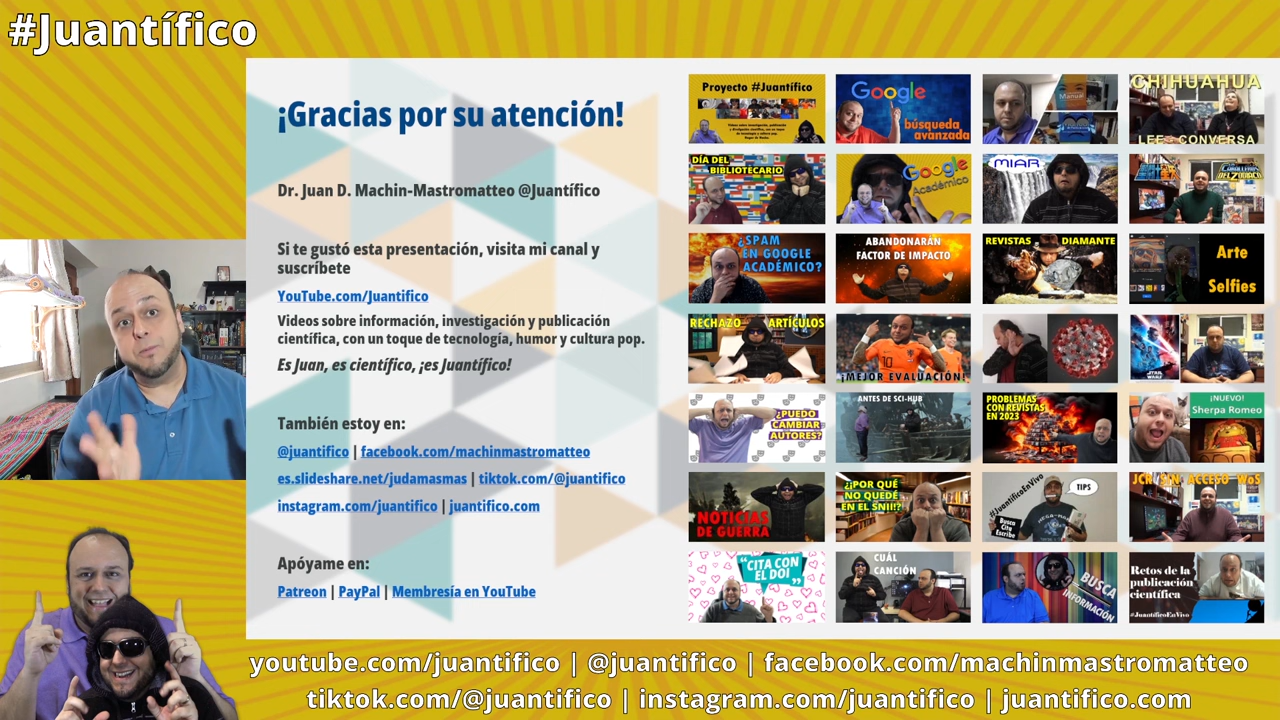 #Juantífico
¡Gracias por su atención!
Dr. Juan D. Machin-Mastromatteo @Juantífico
Si te gustó esta presentación, visita mi canal y
suscríbete
YouTube.com/Juantifico
Videos sobre información, investigación y publicación
científica, con un toque de tecnología, humor y cultura pop.
Es Juan, es científico, ¡es Juantífico!
También estoy en:
@juantifico | facebook.com/machinmastromatteo
es.slideshare.net/judamasmas | tiktok.com/@juantifico
instagram.com/juantifico | juantifico.com
Apóyame en:
Patreon | PayPal | Membresía en YouTube
Proyecto #Juantífico
Google
búsqueda
avanzada
Manual
CHIHUAHUA
LEE CONVERSA
DÍA DEL
BIBLIOTECARIO
Google
Académico
MIAR
¿SPAM
EN GOOGLE
ACADÉMICO?
ABANDONARÁN
FACTOR DE IMPACTO
REVISTAS DIAMANTE
Arte
Selfies
RECHAZO ARTÍCULOS
¡MEJOR EVALUACIÓN!
STAR WARS
¿PUEDO
CAMBIAR
AUTORES?
ANTES DE SCI-HUB
PROBLEMAS
CON REVISTAS
EN 2023
¡NUEVO!
Sherpa Romeo
NOTICIAS
DE GUERRA
¿¡POR QUÉ
NO QUEDÉ
EN EL SNII!?
#JuantíficoEnVivo
TIPS
Busca
Cita
Escribe
JCR SIN ACCESO WoS
"CITA CON
EL DOI"
CUÁL
CANCIÓN
BUSCA
INFORMACIÓN
Retos de la
publicación
científica
#JuantíficoEnVivo
youtube.com/juantifico | @juantifico | facebook.com/machinmastromatteo
tiktok.com/@juantifico | instagram.com/juantifico | juantifico.com